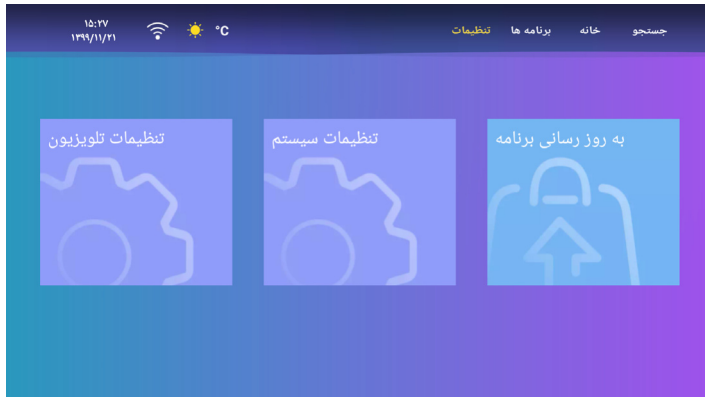 جستجو
خانه
برنامه ها
تنظیمات
°C
۱۵:۲۷
۱۳۹۹/۱۱/۲۱
به روز رسانی برنامه
تنظیمات سیستم
تنظیمات تلویزیون